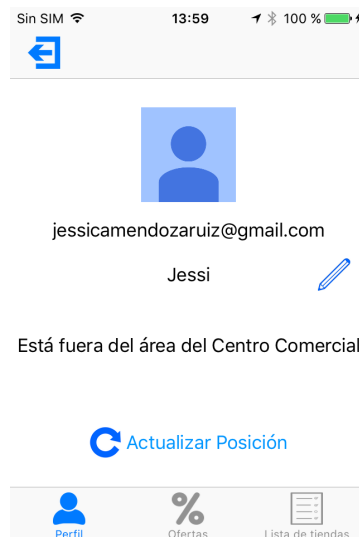 Sin SIM 13:59 100 %
jessicamendozaruiz@gmail.com
Jessi
Está fuera del área del Centro Comercial
Actualizar Posición
Perfil Ofertas Lista de tiendas